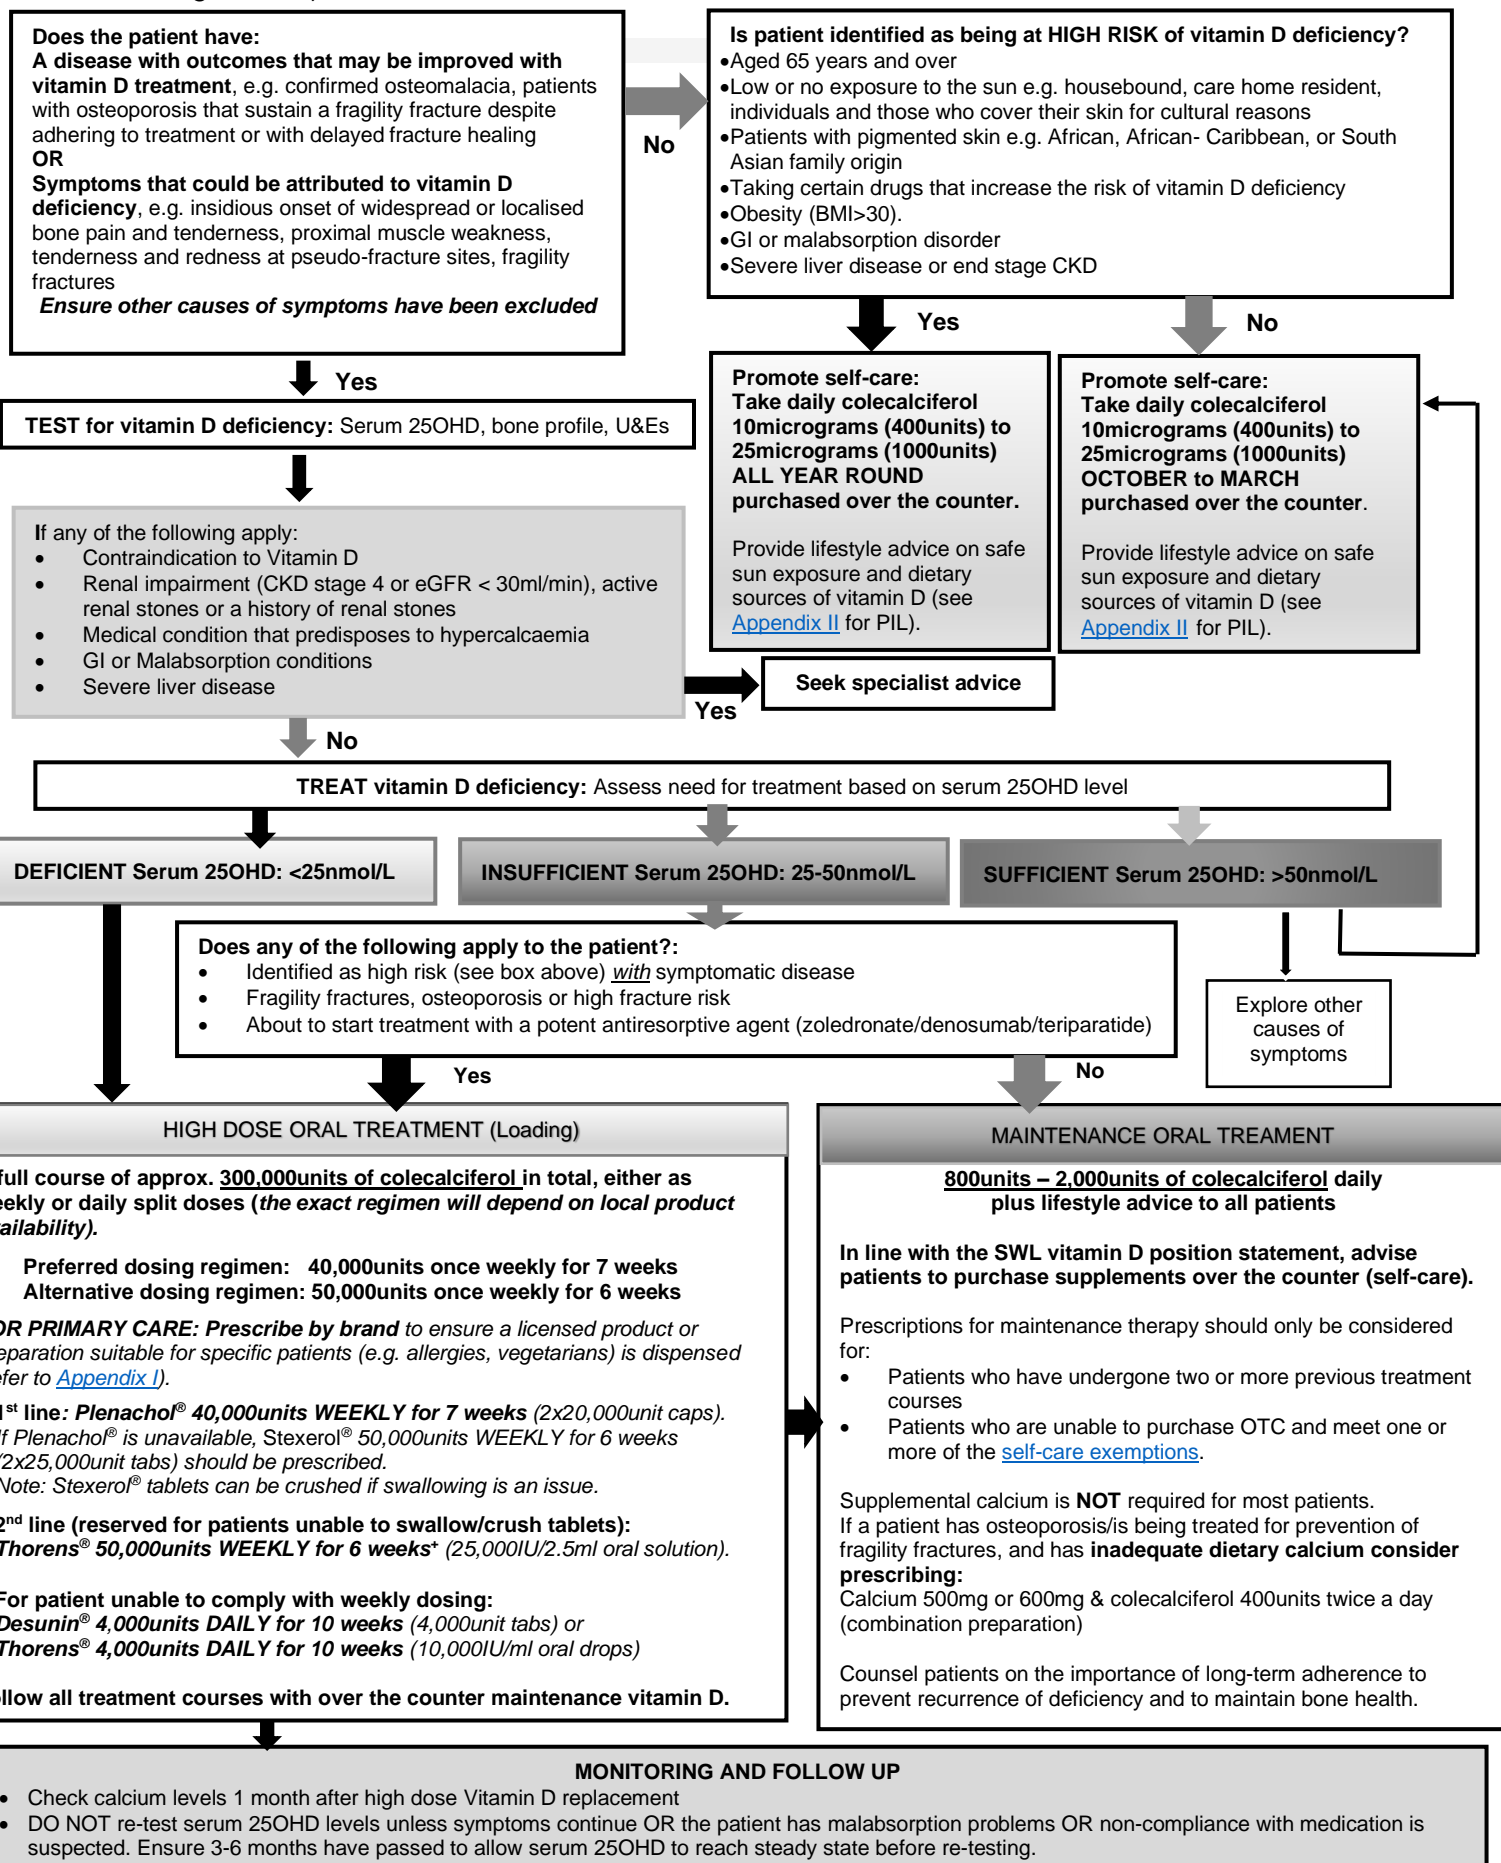 Does the patient have:
A disease with outcomes that may be improved with
vitamin D treatment, e.g. confirmed osteomalacia, patients
with osteoporosis that sustain a fragility fracture despite
adhering to treatment or with delayed fracture healing
OR
Symptoms that could be attributed to vitamin D
deficiency, e.g. insidious onset of widespread or localised
bone pain and tenderness, proximal muscle weakness,
tenderness and redness at pseudo-fracture sites, fragility
fractures
Ensure other causes of symptoms have been excluded
No
Is patient identified as being at HIGH RISK of vitamin D deficiency?
•Aged 65 years and over
•Low or no exposure to the sun e.g. housebound, care home resident,
individuals and those who cover their skin for cultural reasons
•Patients with pigmented skin e.g. African, African- Caribbean, or South
Asian family origin
•Taking certain drugs that increase the risk of vitamin D deficiency
•Obesity (BMI>30).
•GI or malabsorption disorder
•Severe liver disease or end stage CKD
Yes
No
Yes
Promote self-care:
Take daily colecalciferol
10micrograms (400units) to
25micrograms (1000units)
ALL YEAR ROUND
purchased over the counter.
Provide lifestyle advice on safe
sun exposure and dietary
sources of vitamin D (see
Appendix II for PIL).
Promote self-care:
Take daily colecalciferol
10micrograms (400units) to
25micrograms (1000units)
OCTOBER to MARCH
purchased over the counter.
Provide lifestyle advice on safe
sun exposure and dietary
sources of vitamin D (see
Appendix II for PIL).
TEST for vitamin D deficiency: Serum 25OHD, bone profile, U&Es
If any of the following apply:
• Contraindication to Vitamin D
• Renal impairment (CKD stage 4 or eGFR < 30ml/min), active
renal stones or a history of renal stones
• Medical condition that predisposes to hypercalcaemia
• GI or Malabsorption conditions
• Severe liver disease
Yes
Seek specialist advice
No
TREAT vitamin D deficiency: Assess need for treatment based on serum 25OHD level
DEFICIENT Serum 25OHD: <25nmol/L
INSUFFICIENT Serum 25OHD: 25-50nmol/L
SUFFICIENT Serum 25OHD: >50nmol/L
Does any of the following apply to the patient?:
• Identified as high risk (see box above) with symptomatic disease
• Fragility fractures, osteoporosis or high fracture risk
• About to start treatment with a potent antiresorptive agent (zoledronate/denosumab/teriparatide)
Explore other
causes of
symptoms
Yes
No
HIGH DOSE ORAL TREATMENT (Loading)
full course of approx. 300,000units of colecalciferol in total, either as
eekly or daily split doses (the exact regimen will depend on local product
ailability).
Preferred dosing regimen: 40,000units once weekly for 7 weeks
Alternative dosing regimen: 50,000units once weekly for 6 weeks
OR PRIMARY CARE: Prescribe by brand to ensure a licensed product or
eparation suitable for specific patients (e.g. allergies, vegetarians) is dispensed
efer to Appendix I).
1st line: Plenachol® 40,000units WEEKLY for 7 weeks (2x20,000unit caps).
If Plenachol® is unavailable, Stexerol® 50,000units WEEKLY for 6 weeks
(2x25,000unit tabs) should be prescribed.
Note: Stexerol® tablets can be crushed if swallowing is an issue.
2nd line (reserved for patients unable to swallow/crush tablets):
Thorens® 50,000units WEEKLY for 6 weeks+ (25,000IU/2.5ml oral solution).
For patient unable to comply with weekly dosing:
Desunin® 4,000units DAILY for 10 weeks (4,000unit tabs) or
Thorens® 4,000units DAILY for 10 weeks (10,000IU/ml oral drops)
ollow all treatment courses with over the counter maintenance vitamin D.
MAINTENANCE ORAL TREAMENT
800units – 2,000units of colecalciferol daily
plus lifestyle advice to all patients
In line with the SWL vitamin D position statement, advise
patients to purchase supplements over the counter (self-care).
Prescriptions for maintenance therapy should only be considered
for:
• Patients who have undergone two or more previous treatment
courses
• Patients who are unable to purchase OTC and meet one or
more of the self-care exemptions.
Supplemental calcium is NOT required for most patients.
If a patient has osteoporosis/is being treated for prevention of
fragility fractures, and has inadequate dietary calcium consider
prescribing:
Calcium 500mg or 600mg & colecalciferol 400units twice a day
(combination preparation)
Counsel patients on the importance of long-term adherence to
prevent recurrence of deficiency and to maintain bone health.
MONITORING AND FOLLOW UP
• Check calcium levels 1 month after high dose Vitamin D replacement
• DO NOT re-test serum 25OHD levels unless symptoms continue OR the patient has malabsorption problems OR non-compliance with medication is
suspected. Ensure 3-6 months have passed to allow serum 25OHD to reach steady state before re-testing.